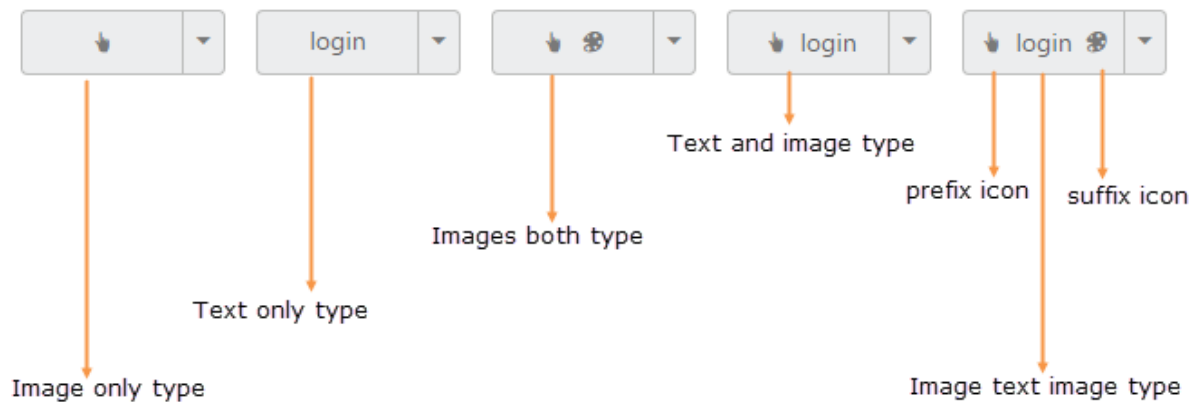 login
login
login
Text and image type
prefix icon
suffix icon
Images both type
Text only type
Image only type
Image text image type